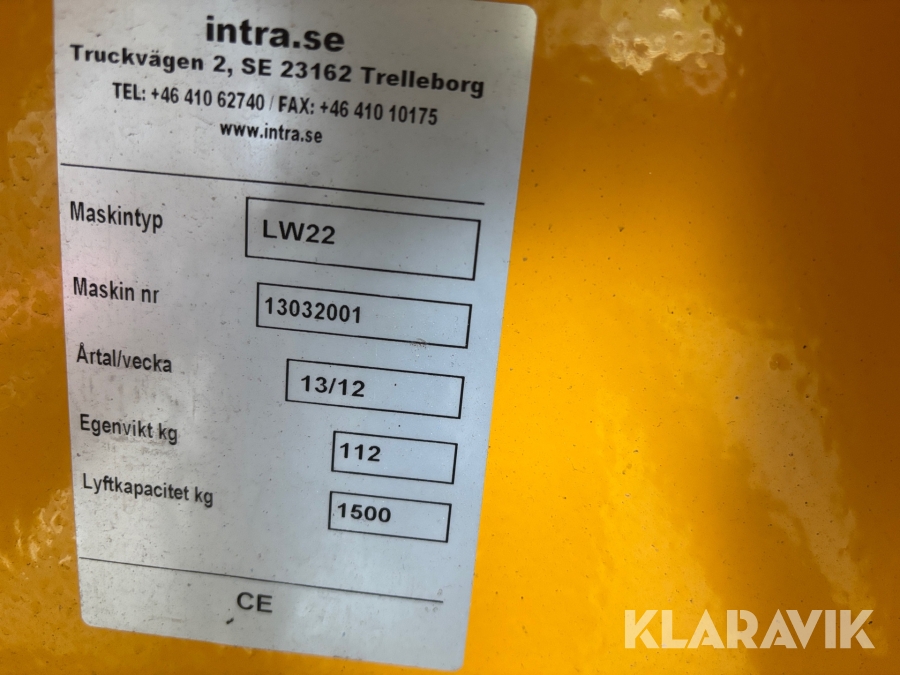 intra.se
Truckvägen 2, SE 23162 Trelleborg
TEL: +46 410 62740 / FAX: +46 410 10175
www.intra.se
Maskintyp LW22
Maskin nr 13032001
Årtal/vecka 13/12
Egenvikt kg 112
Lyftkapacitet kg 1500
CE
KLARAVIK